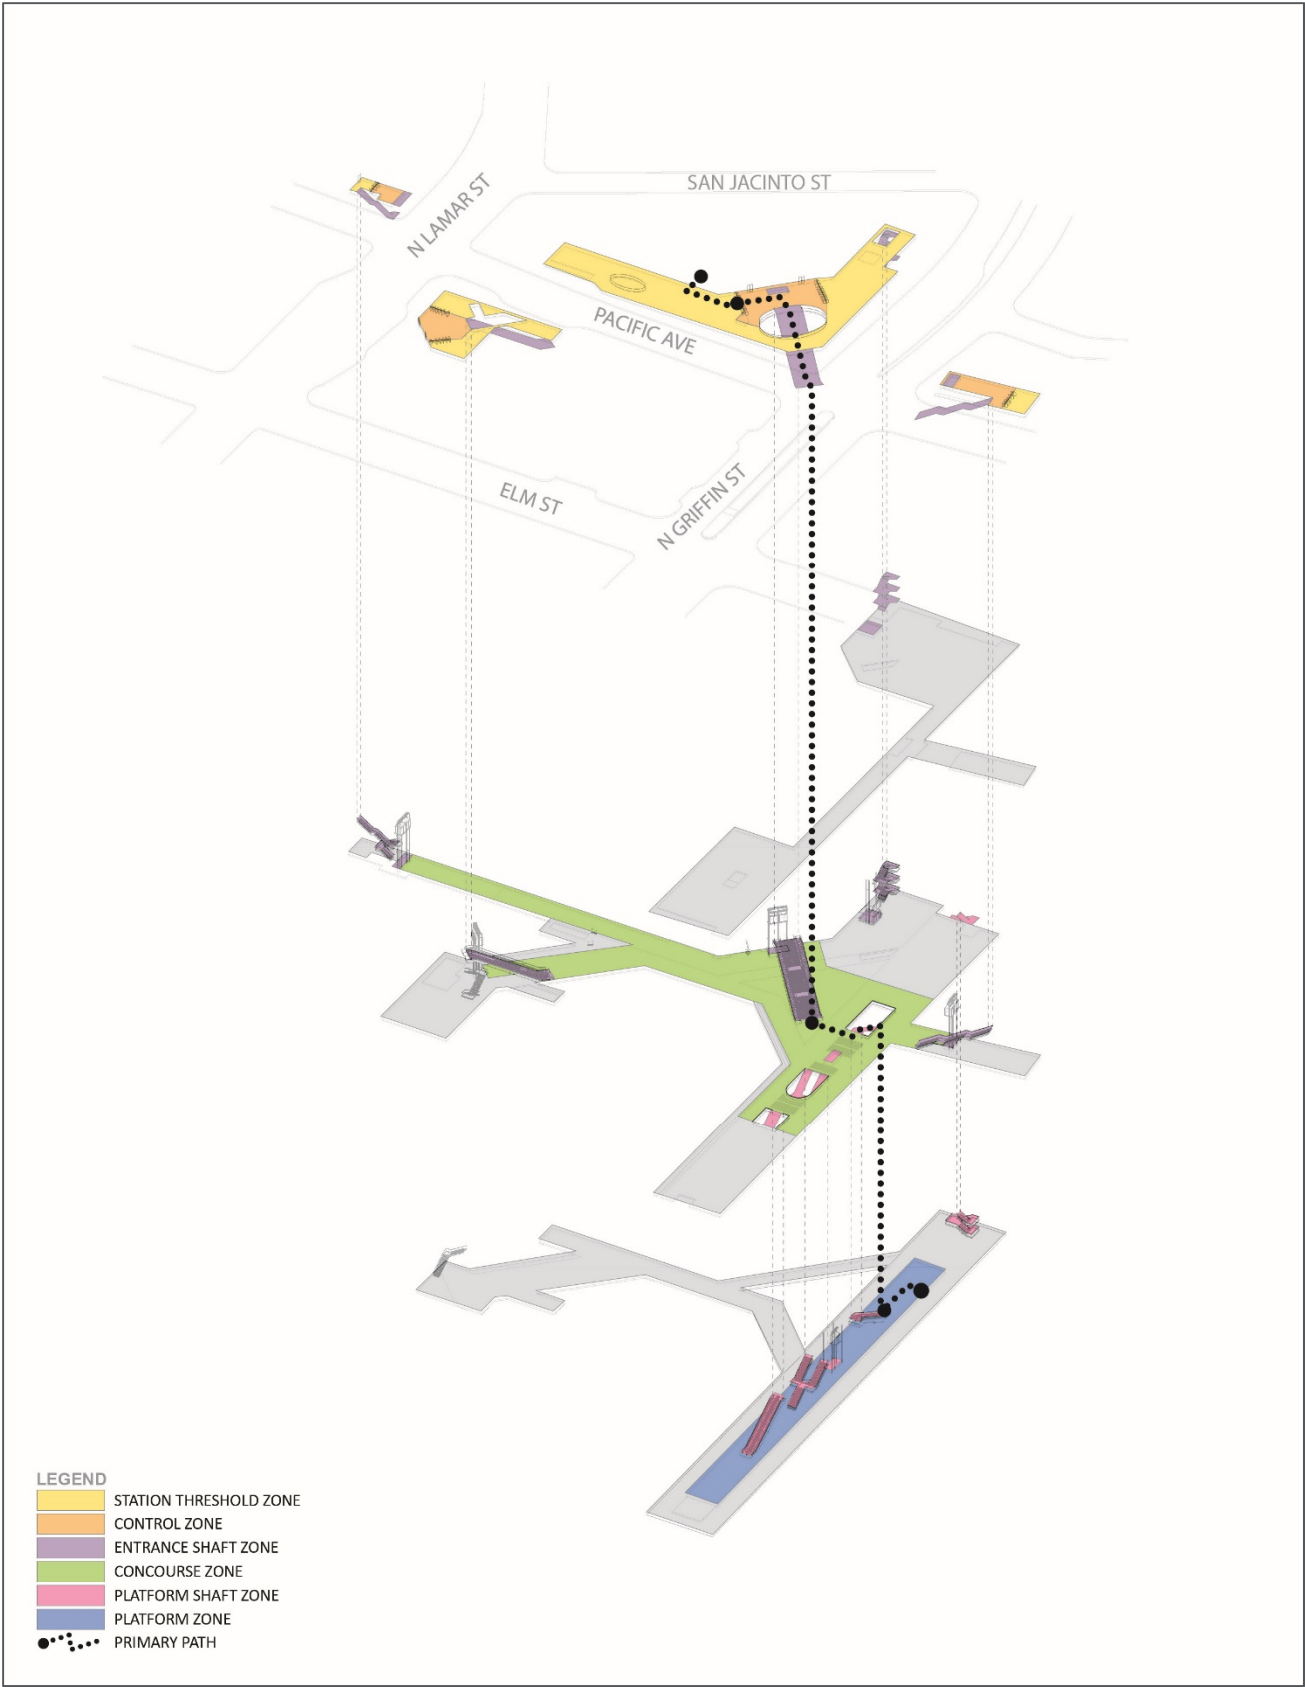 SAN JACINTO ST
N LAMAR ST
PACIFIC AVE
ELM ST
N GRIFFIN ST
LEGEND
STATION THRESHOLD ZONE
CONTROL ZONE
ENTRANCE SHAFT ZONE
CONCOURSE ZONE
PLATFORM SHAFT ZONE
PLATFORM ZONE
PRIMARY PATH